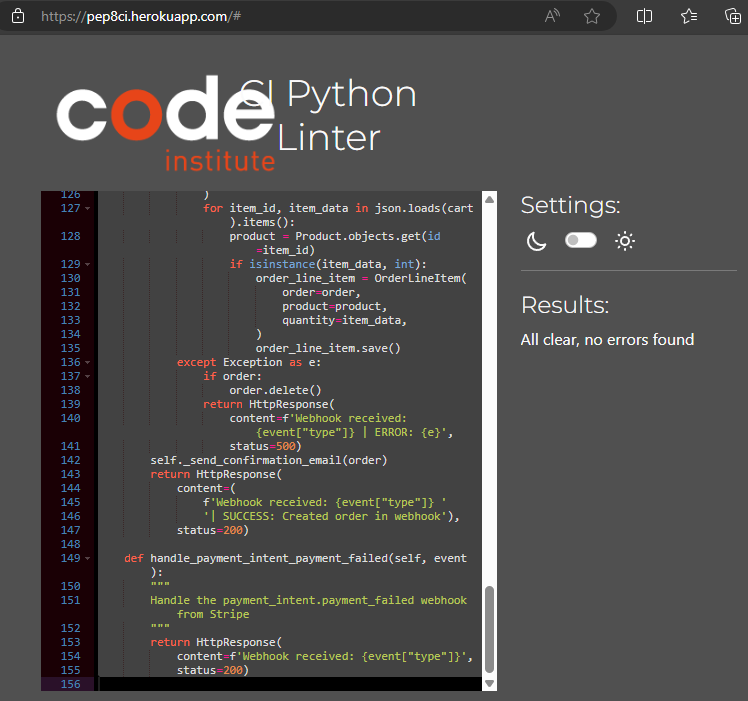 https://pep8ci.herokuapp.com/#
code institute
CI Python
Linter
126 )
127 for item_id, item_data in json.loads(cart
).items():
128 product = Product.objects.get(id
=item_id)
129 if isinstance(item_data, int):
130 order_line_item = OrderLineItem(
131 order=order,
132 product=product,
133 quantity=item_data,
134 )
135 order_line_item.save()
136 except Exception as e:
137 if order:
138 order.delete()
139 return HttpResponse(
140 content=f'Webhook received:
{event["type"]} | ERROR: {e}',
141 status=500)
142 self._send_confirmation_email(order)
143 return HttpResponse(
144 content=(
145 f'Webhook received: {event["type"]} '
146 '| SUCCESS: Created order in webhook'),
147 status=200)
148
149 def handle_payment_intent_payment_failed(self, event
):
150 """
151 Handle the payment_intent.payment_failed webhook
from Stripe
152 """
153 return HttpResponse(
154 content=f'Webhook received: {event["type"]}',
155 status=200)
156
Settings:
Results:
All clear, no errors found